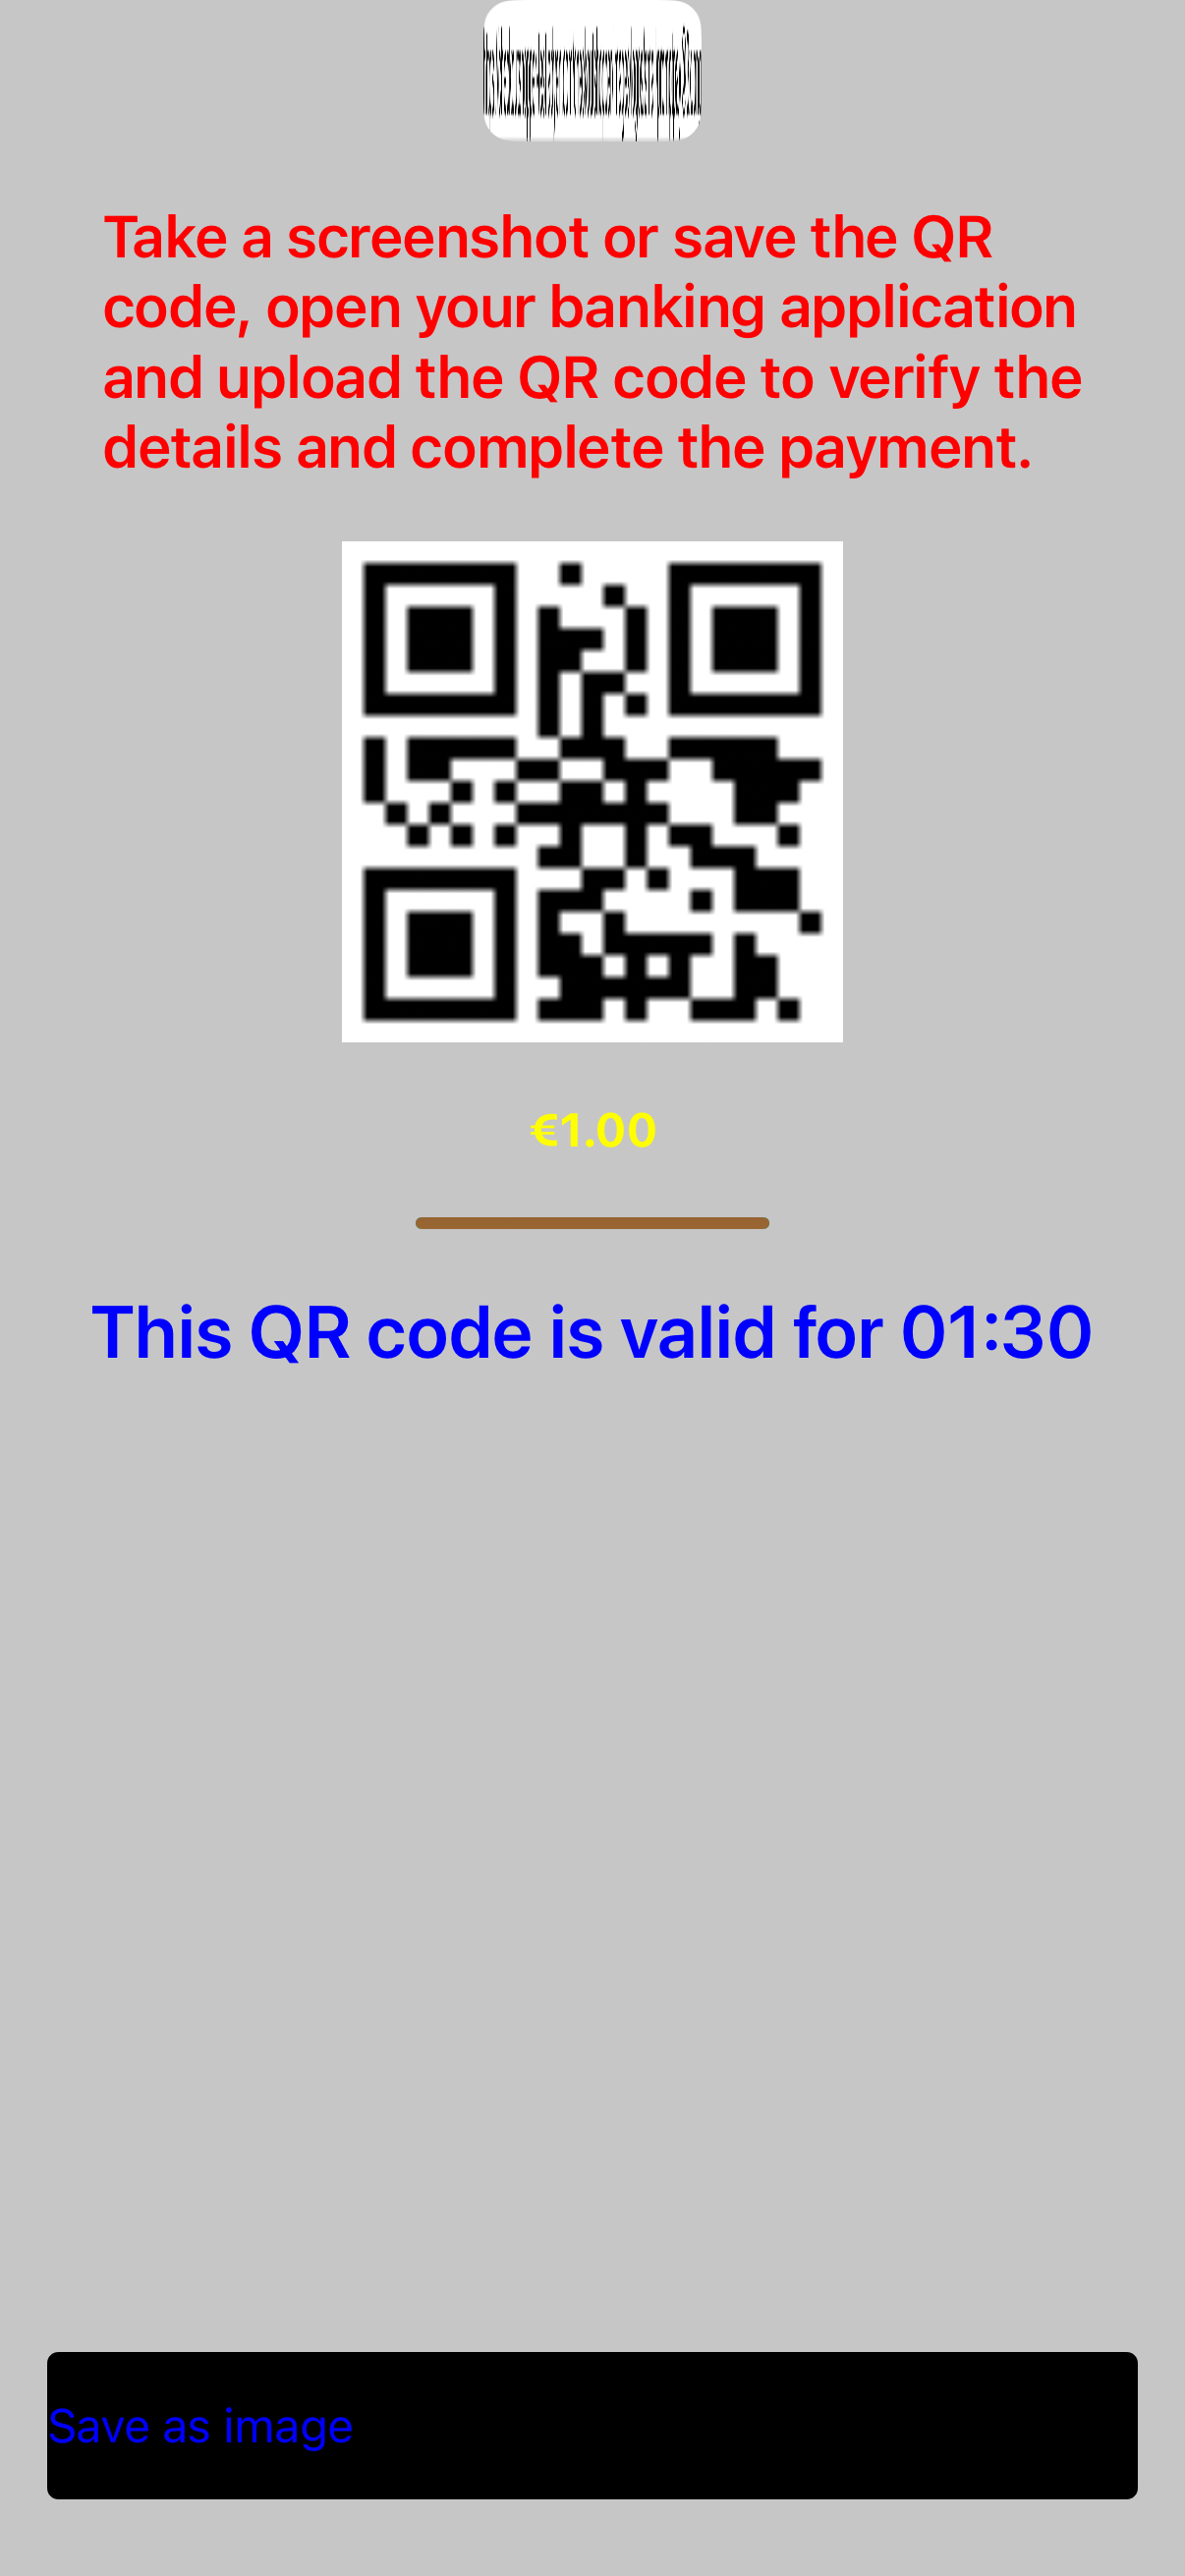 Take a screenshot or save the QR
code, open your banking application
and upload the QR code to verify the
details and complete the payment.
€1.00
This QR code is valid for 01:30
Save as image